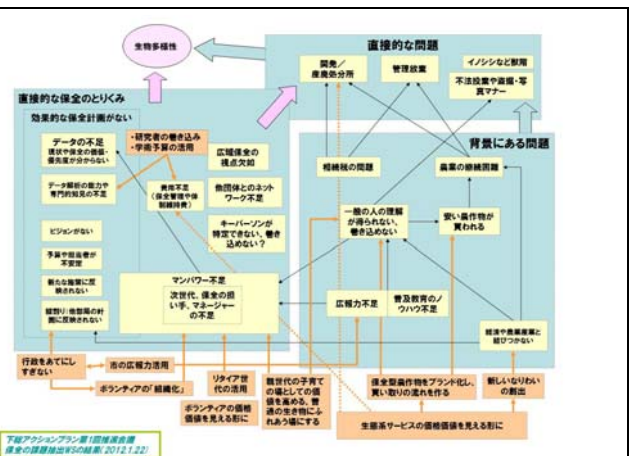 生物多様性
直接的な問題
開発/
産廃処分所
管理放棄
イノシシなど獣害
不法投棄や盗掘・写
真マナー
直接的な保全のとりくみ
効果的な保全計画がない
データの不足
現状や保全の価値・
優先度が分からない
・研究者の巻き込み
・学術予算の活用
広域保全の
視点欠如
データ解析の能力や
専門的知見の不足
費用不足
(保全管理や体
制維持費)
他団体とのネット
ワーク不足
キーパーソンが
特定できない、巻き
込めない?
ビジョンがない
予算や担当者が
不安定
新たな施策に反
映されない
縦割り:他部局の計
画に反映されない
マンパワー不足
次世代、保全の担
い手、マネージャー
の不足
背景にある問題
相続税の問題
農業の継続困難
一般の人の理解
が得られない、
巻き込めない
安い農作物が
買われる
広報力不足
普及教育のノ
ウハウ不足
経済や農業産業と
結びつかない
行政をあてにし
すぎない
市の広報力活用
ボランティアの「組織化」
リタイア世
代の活用
ボランティアの価格
価値を見える形に
親世代の子育て
の場としての価
値を高める、普
通の生き物にふ
れあう場にする
保全型農作物をブランド化し、
買い取りの流れを作る
新しいなりわい
の創出
生態系サービスの価格価値を見える形に
下総アクションプラン第1回推進会議
保全の課題抽出WSの結果(2012.1.22)